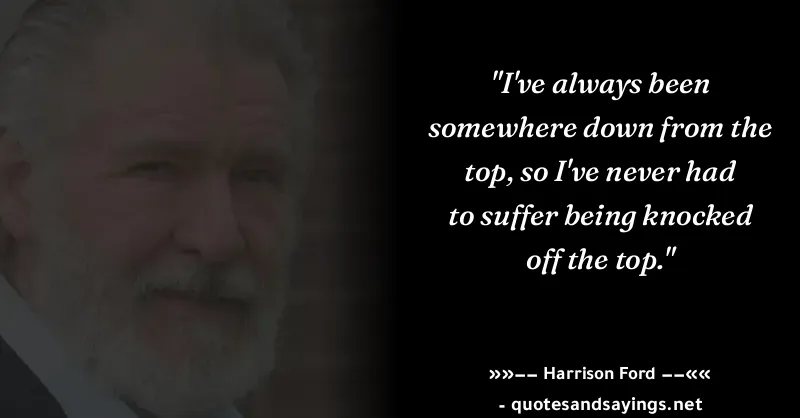 "I've always been
somewhere down from the
top, so I've never had
to suffer being knocked
off the top."
»»−− Harrison Ford −−««
- quotesandsayings.net